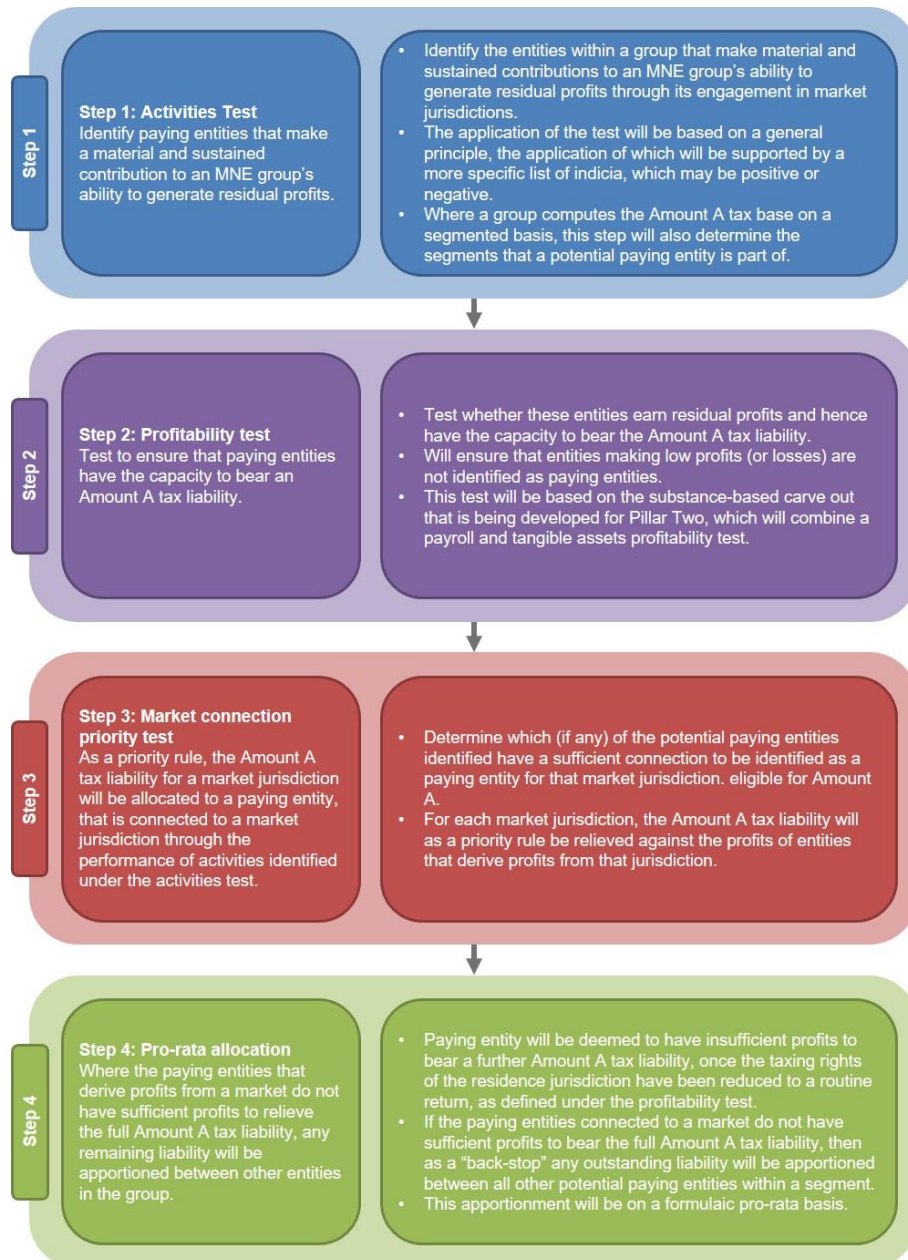 Step 1
Step 1: Activities Test
Identify paying entities that make
a material and sustained
contribution to an MNE group's
ability to generate residual profits.
• Identify the entities within a group that make material and
sustained contributions to an MNE group's ability to
generate residual profits through its engagement in market
jurisdictions.
• The application of the test will be based on a general
principle, the application of which will be supported by a
more specific list of indicia, which may be positive or
negative.
• Where a group computes the Amount A tax base on a
segmented basis, this step will also determine the
segments that a potential paying entity is part of.
Step 2
Step 2: Profitability test
Test to ensure that paying entities
have the capacity to bear an
Amount A tax liability.
• Test whether these entities earn residual profits and hence
have the capacity to bear the Amount A tax liability.
• Will ensure that entities making low profits (or losses) are
not identified as paying entities.
• This test will be based on the substance-based carve out
that is being developed for Pillar Two, which will combine a
payroll and tangible assets profitability test.
Step 3
Step 3: Market connection
priority test
As a priority rule, the Amount A
tax liability for a market jurisdiction
will be allocated to a paying entity,
that is connected to a market
jurisdiction through the
performance of activities identified
under the activities test.
• Determine which (if any) of the potential paying entities
identified have a sufficient connection to be identified as a
paying entity for that market jurisdiction. eligible for Amount
A.
• For each market jurisdiction, the Amount A tax liability will
as a priority rule be relieved against the profits of entities
that derive profits from that jurisdiction.
Step 4
Step 4: Pro-rata allocation
Where the paying entities that
derive profits from a market do not
have sufficient profits to relieve
the full Amount A tax liability, any
remaining liability will be
apportioned between other entities
in the group.
• Paying entity will be deemed to have insufficient profits to
bear a further Amount A tax liability, once the taxing rights
of the residence jurisdiction have been reduced to a routine
return, as defined under the profitability test.
• If the paying entities connected to a market do not have
sufficient profits to bear the full Amount A tax liability, then
as a "back-stop" any outstanding liability will be apportioned
between all other potential paying entities within a segment.
• This apportionment will be on a formulaic pro-rata basis.